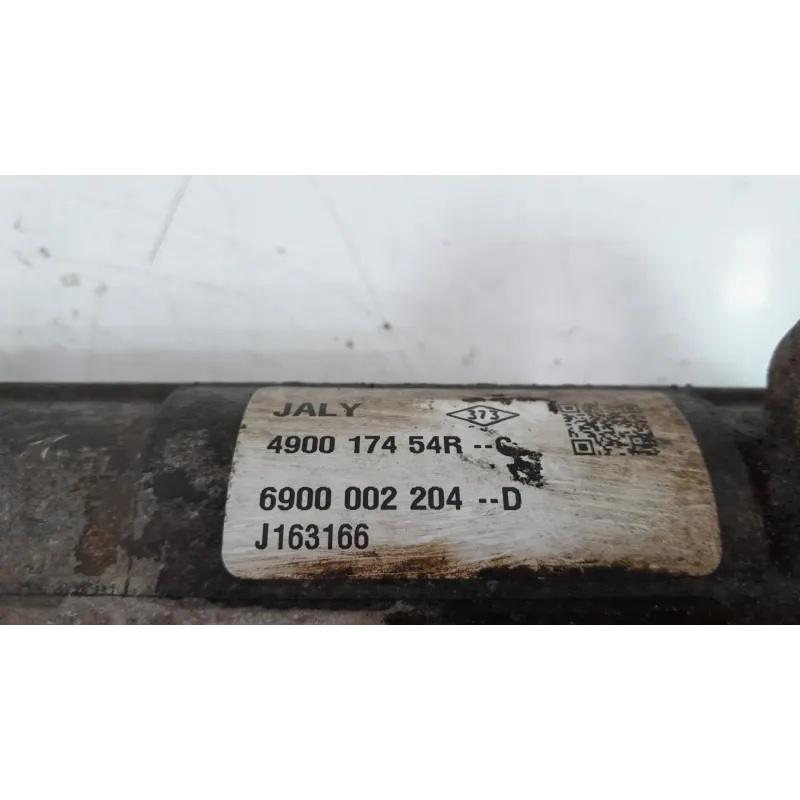 JALY 373
4900 174 54R --C
6900 002 204 --D
J163166